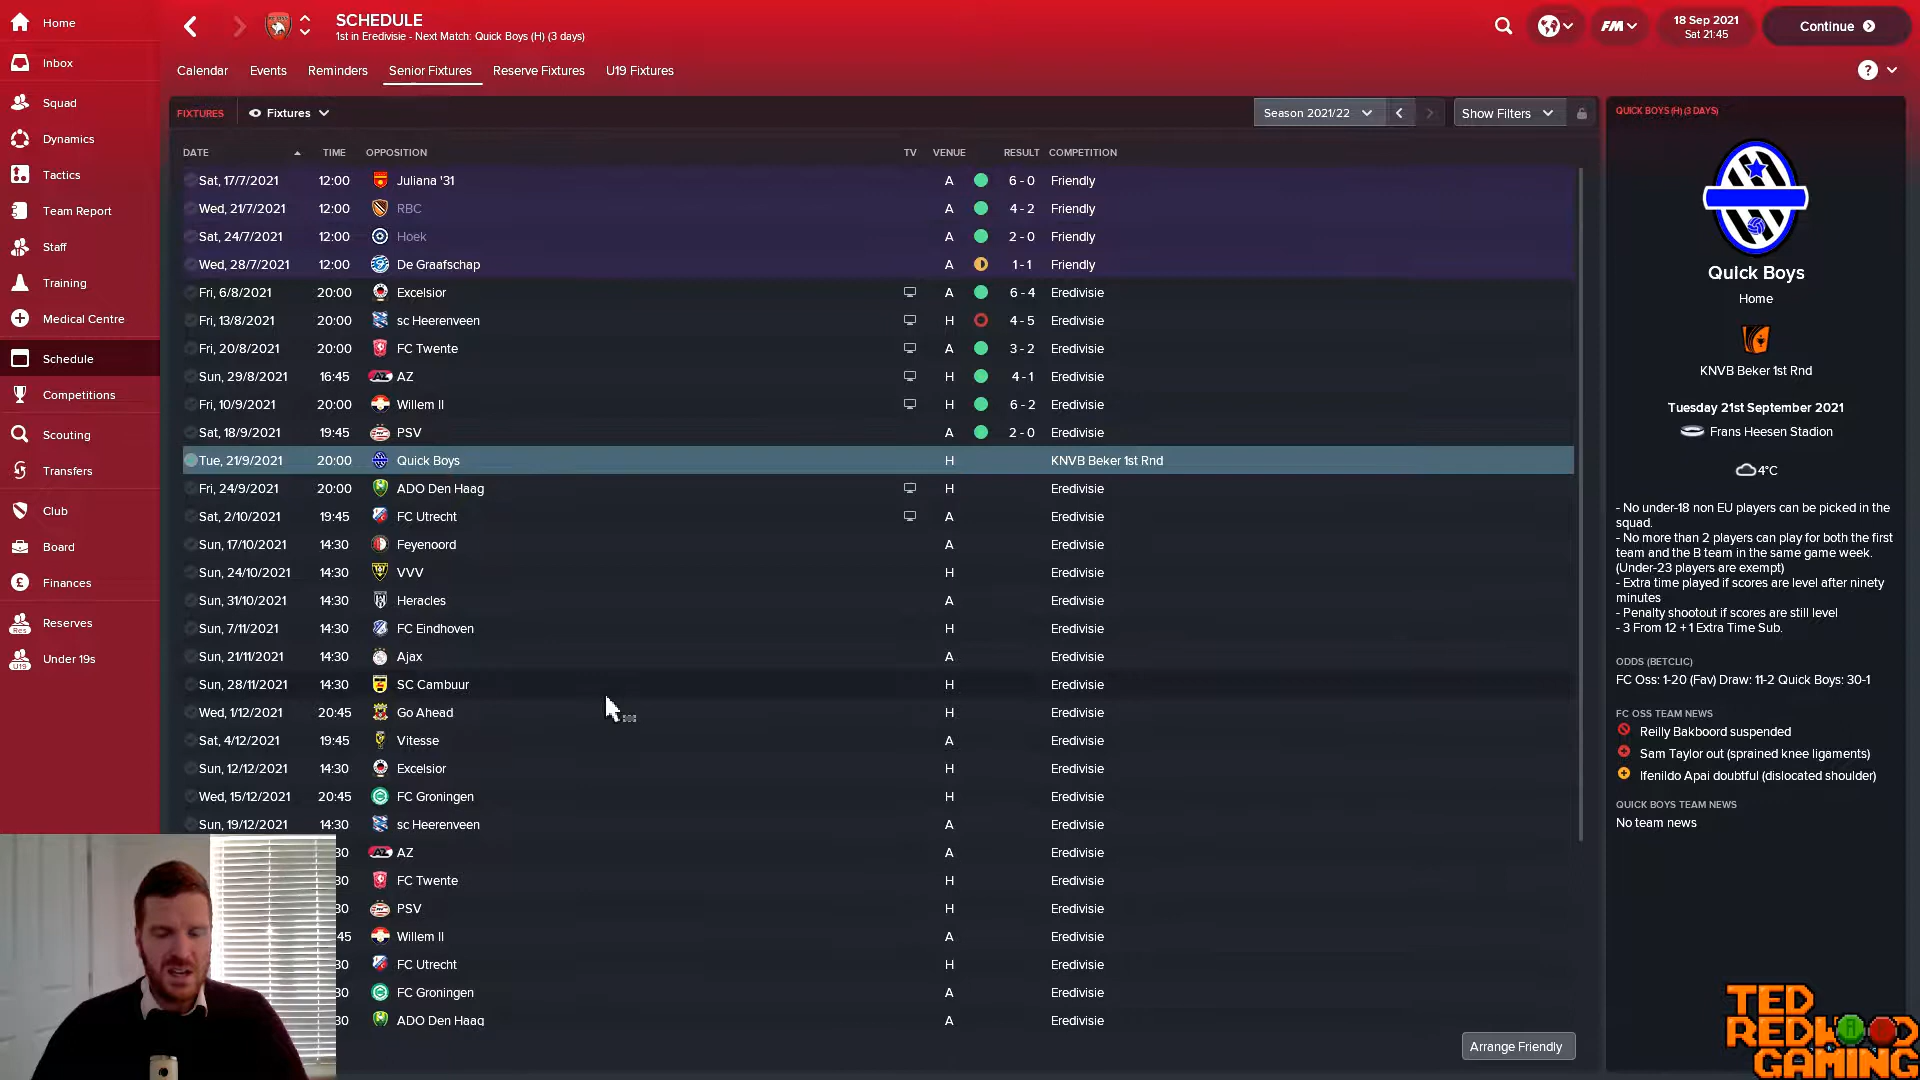 Home
Inbox
Squad
Dynamics
Tactics
Team Report
Staff
Training
Medical Centre
Schedule
Competitions
Scouting
Transfers
Club
Board
Finances
Res
Reserves
U19
Under 19s
SCHEDULE
1st in Eredivisie - Next Match: Quick Boys (H) (3 days)
FM
18 Sep 2021
Sat 21:45
Continue
Calendar Events Reminders Senior Fixtures Reserve Fixtures U19 Fixtures
?
FIXTURES Fixtures Season 2021/22 Show Filters
DATE TIME OPPOSITION TV VENUE RESULT COMPETITION
Sat, 17/7/2021 12:00 Juliana '31 A 6 - 0 Friendly
Wed, 21/7/2021 12:00 RBC A 4 - 2 Friendly
Sat, 24/7/2021 12:00 Hoek A 2 - 0 Friendly
Wed, 28/7/2021 12:00 De Graafschap A 1 - 1 Friendly
Fri, 6/8/2021 20:00 Excelsior A 6 - 4 Eredivisie
Fri, 13/8/2021 20:00 sc Heerenveen H 4 - 5 Eredivisie
Fri, 20/8/2021 20:00 FC Twente A 3 - 2 Eredivisie
Sun, 29/8/2021 16:45 AZ H 4 - 1 Eredivisie
Fri, 10/9/2021 20:00 Willem II H 6 - 2 Eredivisie
Sat, 18/9/2021 19:45 PSV A 2 - 0 Eredivisie
Tue, 21/9/2021 20:00 Quick Boys H KNVB Beker 1st Rnd
Fri, 24/9/2021 20:00 ADO Den Haag H Eredivisie
Sat, 2/10/2021 19:45 FC Utrecht A Eredivisie
Sun, 17/10/2021 14:30 Feyenoord A Eredivisie
Sun, 24/10/2021 14:30 VVV H Eredivisie
Sun, 31/10/2021 14:30 Heracles A Eredivisie
Sun, 7/11/2021 14:30 FC Eindhoven H Eredivisie
Sun, 21/11/2021 14:30 Ajax A Eredivisie
Sun, 28/11/2021 14:30 SC Cambuur H Eredivisie
Wed, 1/12/2021 20:45 Go Ahead H Eredivisie
Sat, 4/12/2021 19:45 Vitesse A Eredivisie
Sun, 12/12/2021 14:30 Excelsior H Eredivisie
Wed, 15/12/2021 20:45 FC Groningen H Eredivisie
Sun, 19/12/2021 14:30 sc Heerenveen A Eredivisie
30 AZ A Eredivisie
30 FC Twente H Eredivisie
30 PSV H Eredivisie
45 Willem II A Eredivisie
30 FC Utrecht H Eredivisie
30 FC Groningen A Eredivisie
30 ADO Den Haag A Eredivisie
Arrange Friendly
QUICK BOYS (H) (3 DAYS)
Quick Boys
Home
KNVB Beker 1st Rnd
Tuesday 21st September 2021
Frans Heesen Stadion
4°C
- No under-18 non EU players can be picked in the
squad.
- No more than 2 players can play for both the first
team and the B team in the same game week.
(Under-23 players are exempt)
- Extra time played if scores are level after ninety
minutes
- Penalty shootout if scores are still level
- 3 From 12 + 1 Extra Time Sub.
ODDS (BETCLIC)
FC Oss: 1-20 (Fav) Draw: 11-2 Quick Boys: 30-1
FC OSS TEAM NEWS
Reilly Bakboord suspended
Sam Taylor out (sprained knee ligaments)
Ifenildo Apai doubtful (dislocated shoulder)
QUICK BOYS TEAM NEWS
No team news
TED
REDWOOD
GAMING